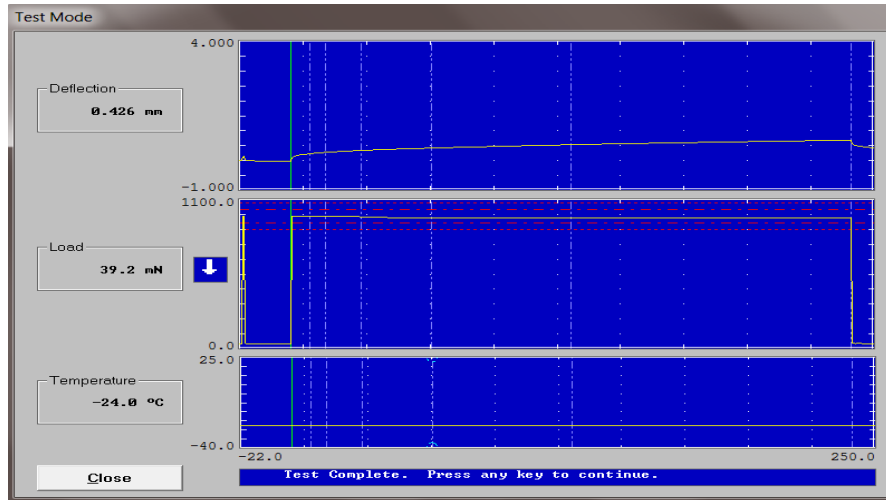 Test Mode
4.000
Deflection
0.426 mm
-1.000
1100.0
Load
39.2 mN
0.0
25.0
Temperature
-24.0 ºC
-40.0
-22.0 250.0
Close
Test Complete. Press any key to continue.